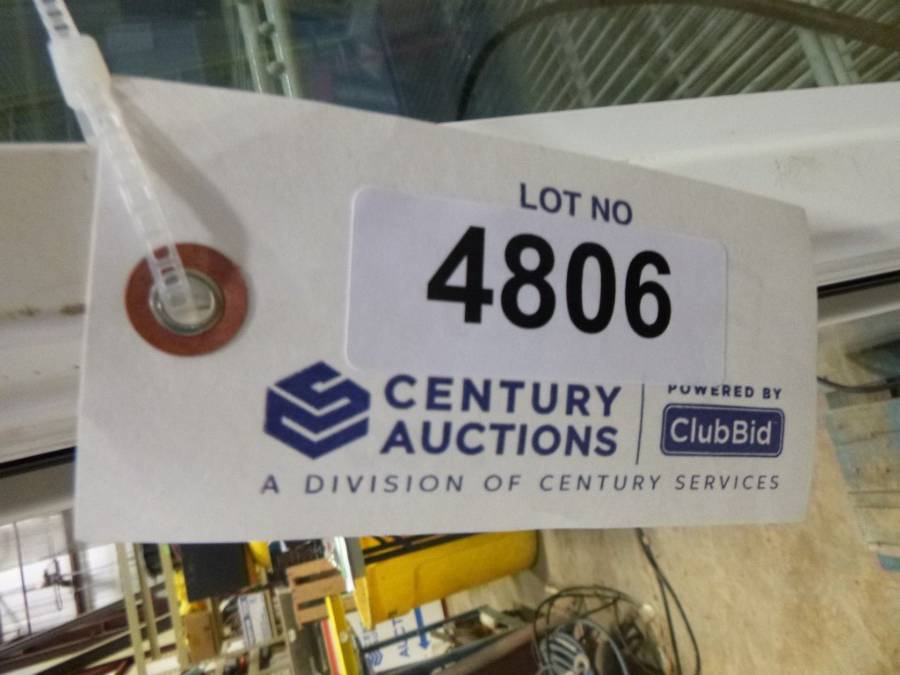 LOT NO
4806
CENTURY
AUCTIONS
POWERED BY
ClubBid
A DIVISION OF CENTURY SERVICES